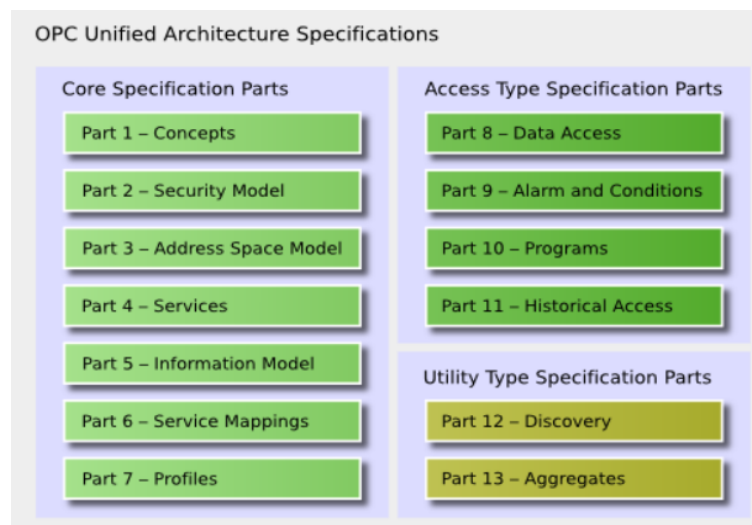 OPC Unified Architecture Specifications
Core Specification Parts
Part 1 – Concepts
Part 2 – Security Model
Part 3 – Address Space Model
Part 4 – Services
Part 5 – Information Model
Part 6 – Service Mappings
Part 7 – Profiles
Access Type Specification Parts
Part 8 – Data Access
Part 9 – Alarm and Conditions
Part 10 – Programs
Part 11 – Historical Access
Utility Type Specification Parts
Part 12 – Discovery
Part 13 – Aggregates